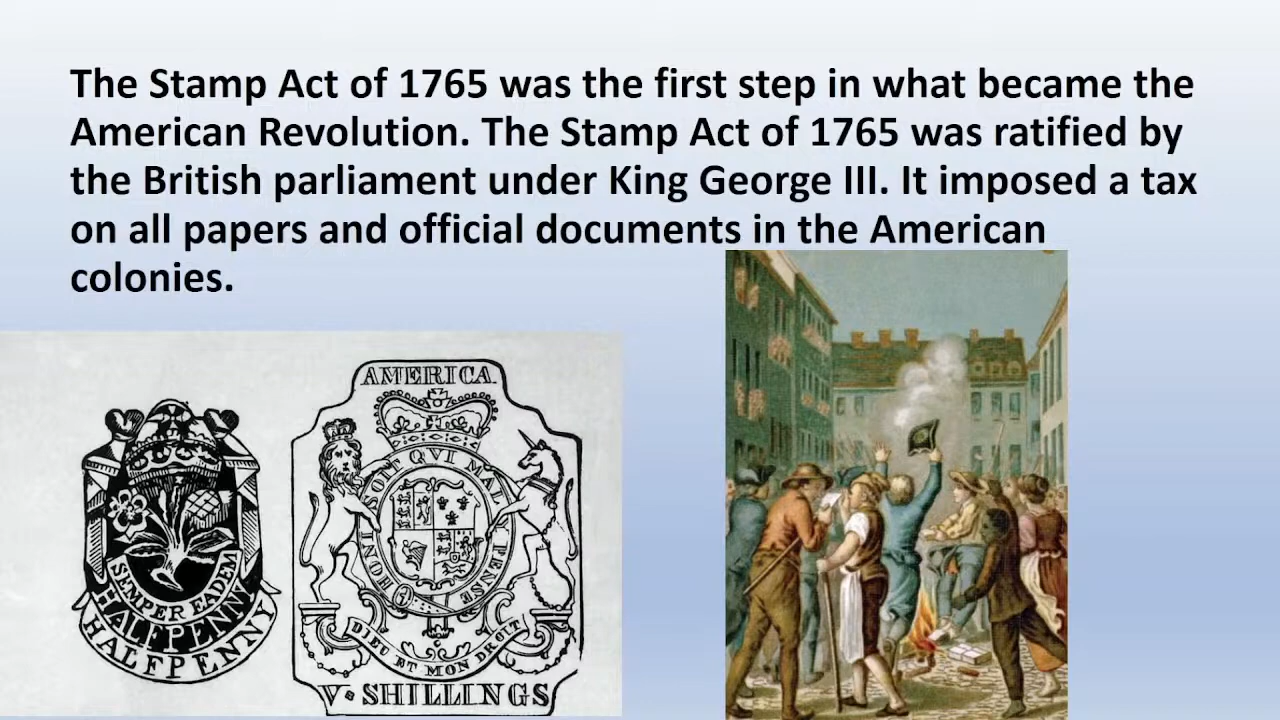 The Stamp Act of 1765 was the first step in what became the
American Revolution. The Stamp Act of 1765 was ratified by
the British parliament under King George III. It imposed a tax
on all papers and official documents in the American
colonies.
SEMPER EADEM
HALFPENNY
HALFPENNY
AMERICA
HONI SOIT QVI MAL PENSE
DIEU ET MON DROIT
V SHILLINGS